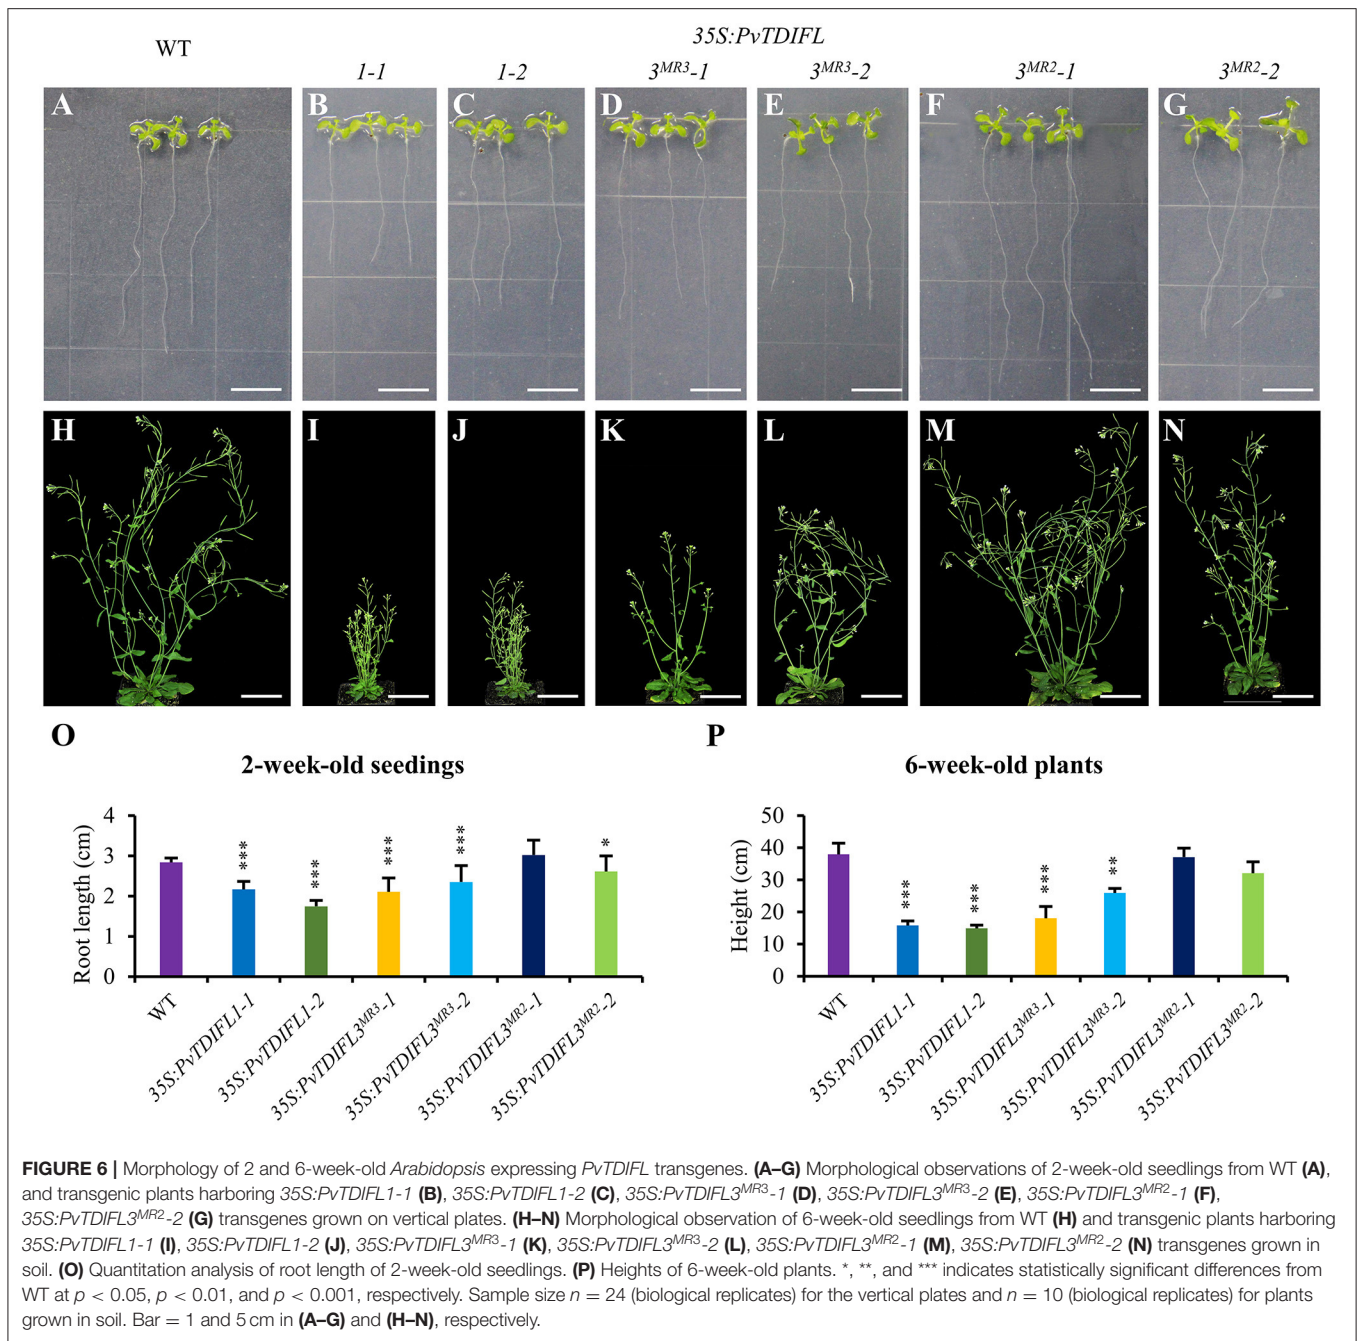 WT
35S:PvTDIFL
1-1 1-2 3MR3-1 3MR3-2 3MR2-1 3MR2-2
A B C D E F G
H I J K L M N
O P
2-week-old seedings
Root length (cm)
4
3
2
1
0
*** *** *** *** *
WT 35S:PvTDIFL1-1 35S:PvTDIFL1-2 35S:PvTDIFL3MR3-1 35S:PvTDIFL3MR3-2 35S:PvTDIFL3MR2-1 35S:PvTDIFL3MR2-2
6-week-old plants
Height (cm)
50
40
30
20
10
0
*** *** *** **
WT 35S:PvTDIFL1-1 35S:PvTDIFL1-2 35S:PvTDIFL3MR3-1 35S:PvTDIFL3MR3-2 35S:PvTDIFL3MR2-1 35S:PvTDIFL3MR2-2
FIGURE 6 | Morphology of 2 and 6-week-old Arabidopsis expressing PvTDIFL transgenes. (A–G) Morphological observations of 2-week-old seedlings from WT (A),
and transgenic plants harboring 35S:PvTDIFL1-1 (B), 35S:PvTDIFL1-2 (C), 35S:PvTDIFL3MR3-1 (D), 35S:PvTDIFL3MR3-2 (E), 35S:PvTDIFL3MR2-1 (F),
35S:PvTDIFL3MR2-2 (G) transgenes grown on vertical plates. (H–N) Morphological observation of 6-week-old seedlings from WT (H) and transgenic plants harboring
35S:PvTDIFL1-1 (I), 35S:PvTDIFL1-2 (J), 35S:PvTDIFL3MR3-1 (K), 35S:PvTDIFL3MR3-2 (L), 35S:PvTDIFL3MR2-1 (M), 35S:PvTDIFL3MR2-2 (N) transgenes grown in
soil. (O) Quantitation analysis of root length of 2-week-old seedlings. (P) Heights of 6-week-old plants. *, **, and *** indicates statistically significant differences from
WT at p < 0.05, p < 0.01, and p < 0.001, respectively. Sample size n = 24 (biological replicates) for the vertical plates and n = 10 (biological replicates) for plants
grown in soil. Bar = 1 and 5 cm in (A–G) and (H–N), respectively.